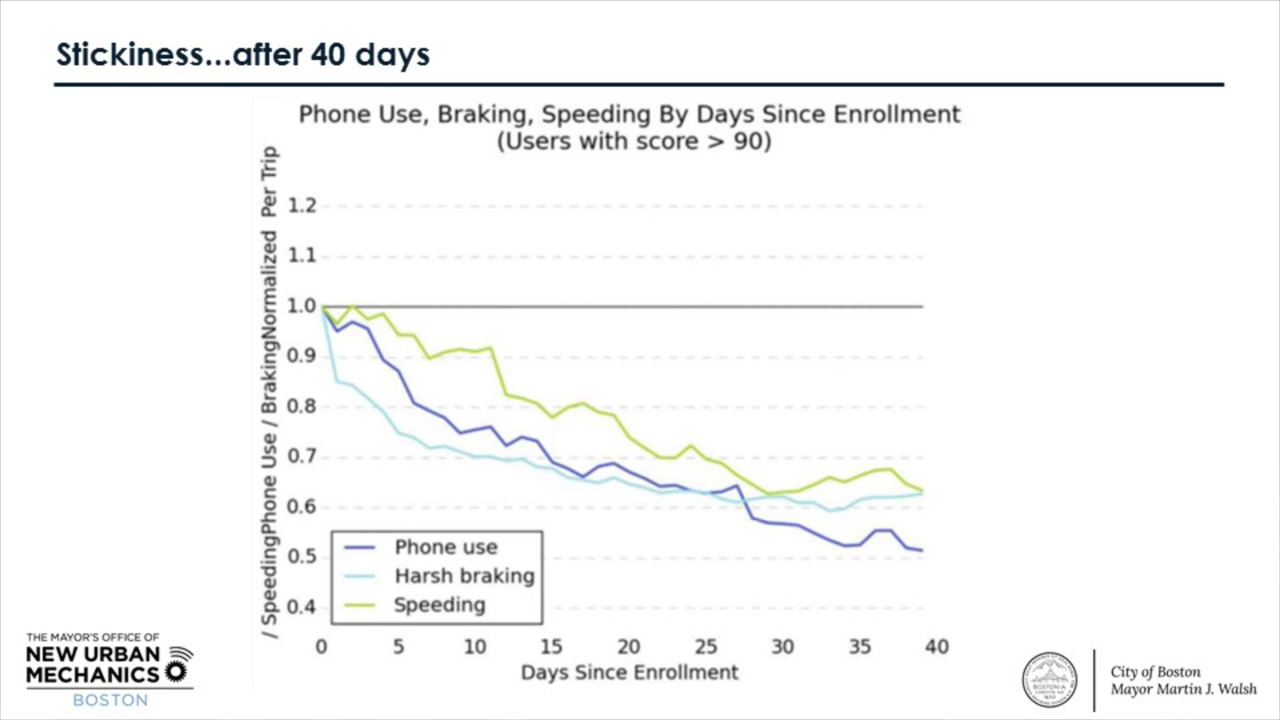 Stickiness...after 40 days
Phone Use, Braking, Speeding By Days Since Enrollment
(Users with score > 90)
/ SpeedingPhone Use / BrakingNormalized Per Trip
1.2
1.1
1.0
0.9
0.8
0.7
0.6
0.5
0.4
Phone use
Harsh braking
Speeding
0 5 10 15 20 25 30 35 40
Days Since Enrollment
THE MAYOR'S OFFICE OF
NEW URBAN
MECHANICS
BOSTON
City of Boston
Mayor Martin J. Walsh